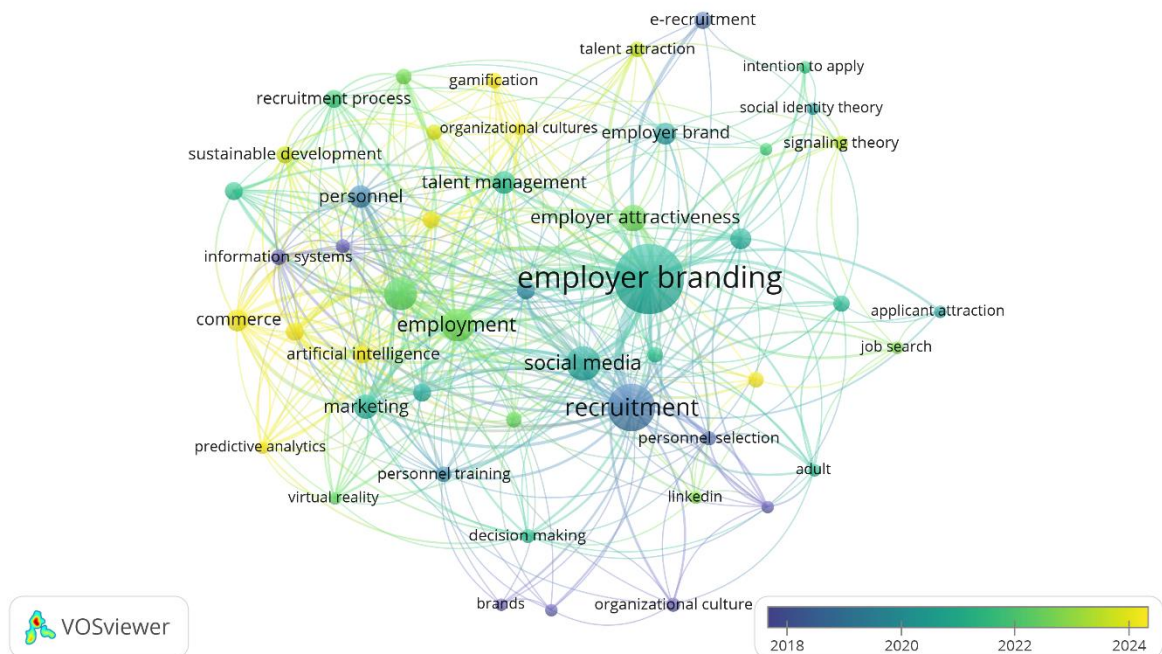 e-recruitment
talent attraction
intention to apply
gamification
recruitment process
social identity theory
organizational cultures
employer brand
signaling theory
sustainable development
talent management
personnel
employer attractiveness
information systems
employer branding
applicant attraction
commerce
employment
job search
artificial intelligence
social media
marketing
recruitment
personnel selection
predictive analytics
adult
personnel training
virtual reality
linkedin
decision making
brands
organizational culture
VOSviewer
2018 2020 2022 2024